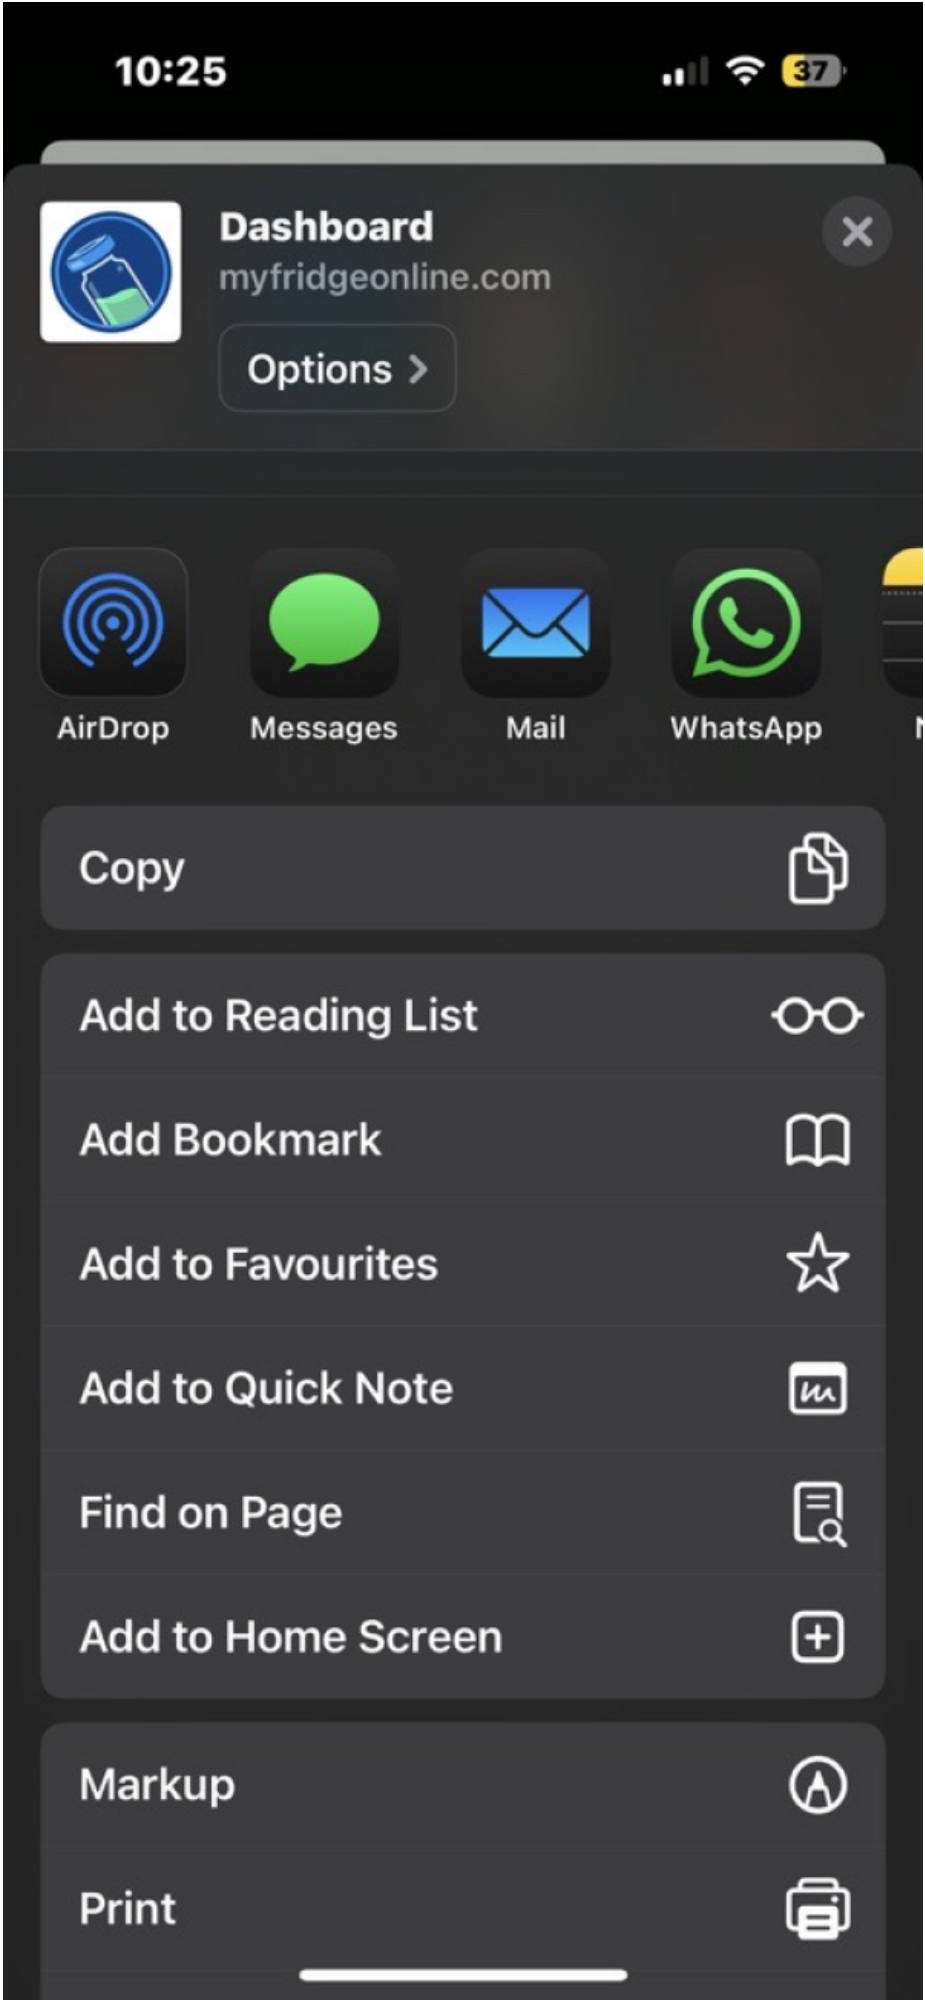 10:25
37
Dashboard
myfridgeonline.com
Options
AirDrop
Messages
Mail
WhatsApp
Copy
Add to Reading List
Add Bookmark
Add to Favourites
Add to Quick Note
Find on Page
Add to Home Screen
Markup
Print